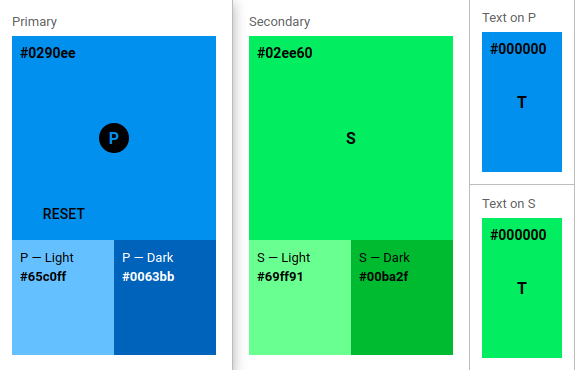 Primary
#0290ee
P
RESET
P — Light
#65c0ff
P — Dark
#0063bb
Secondary
#02ee60
S
S — Light
#69ff91
S — Dark
#00ba2f
Text on P
#000000
T
Text on S
#000000
T